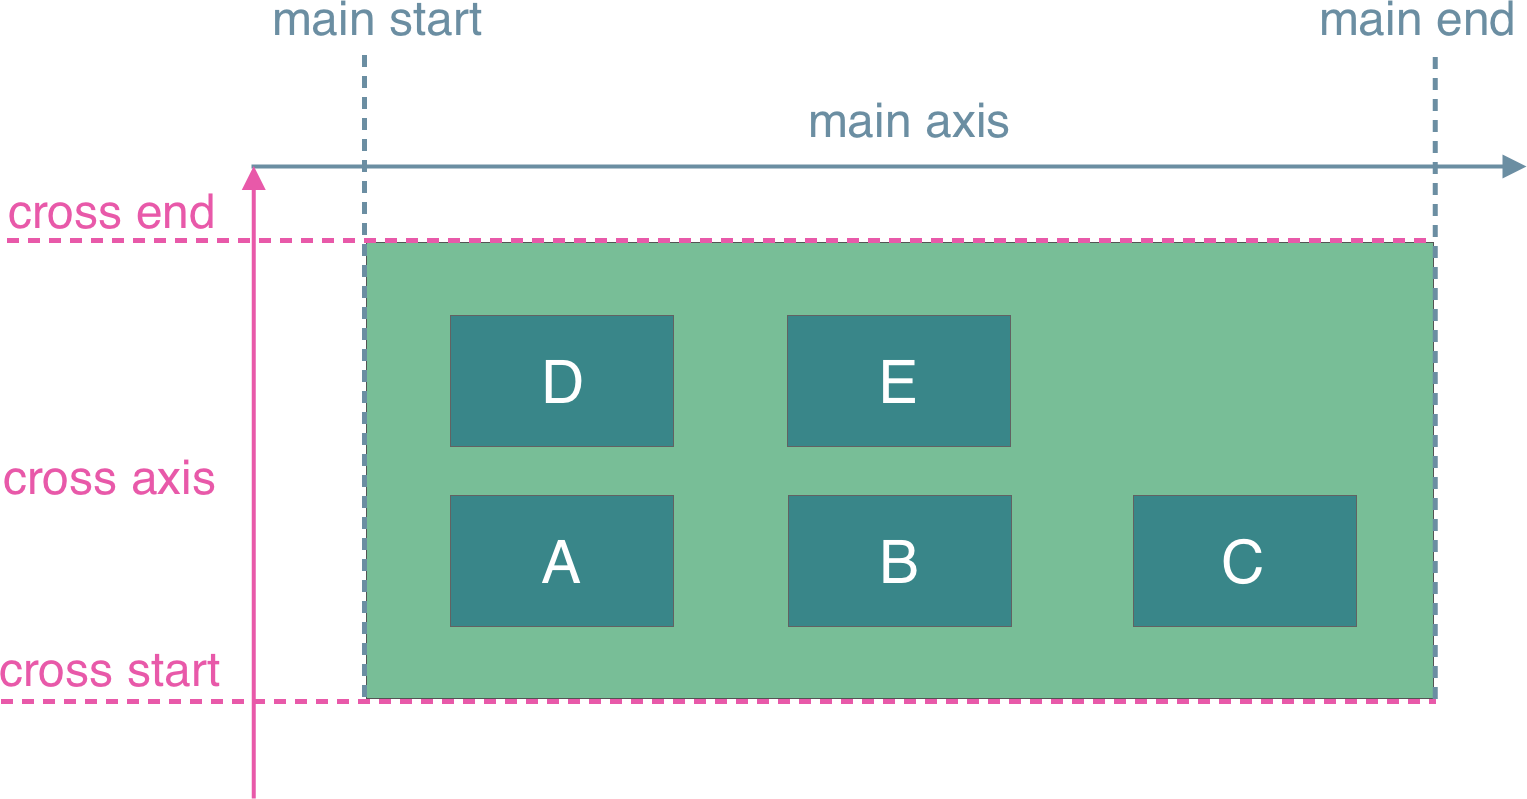 main start
main end
main axis
cross end
D
E
cross axis
A
B
C
cross start